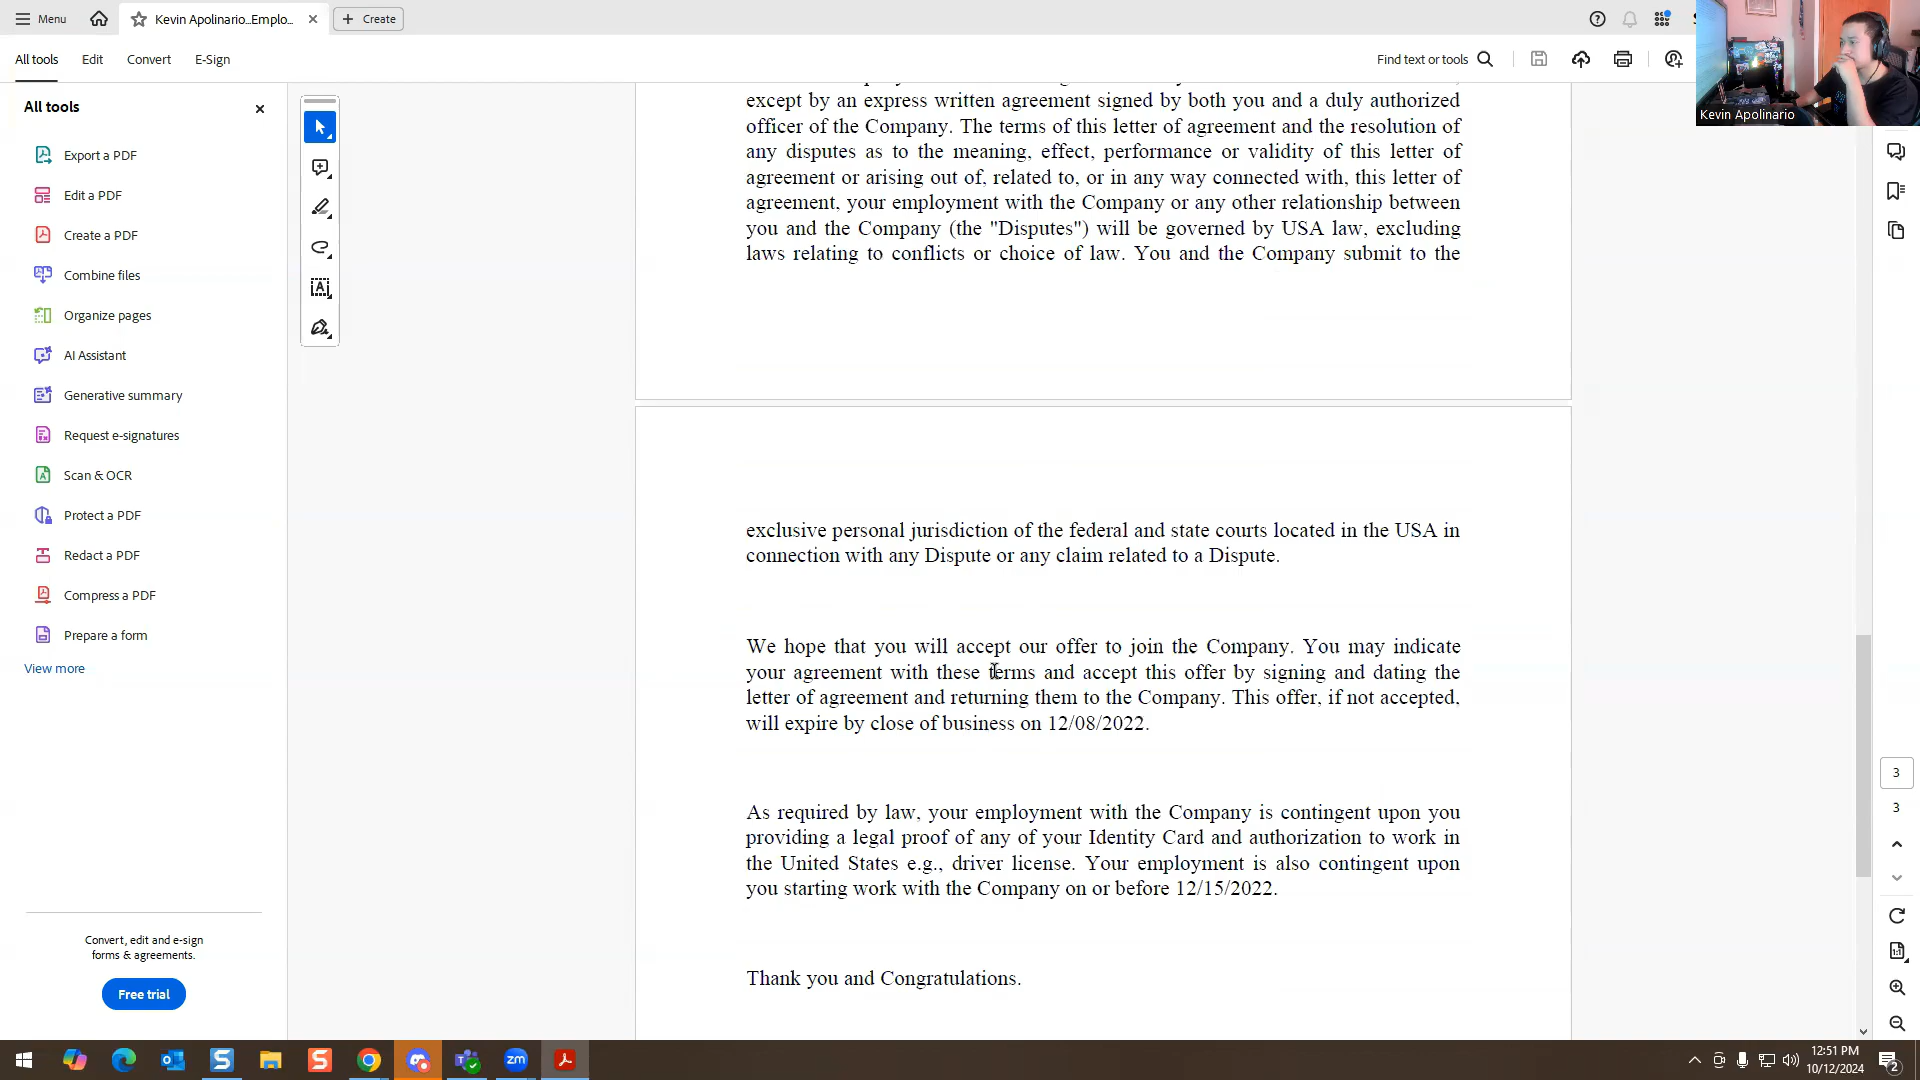 Menu
Kevin Apolinario...Emplo...
Create
All tools
Edit
Convert
E-Sign
Find text or tools
Kevin Apolinario
All tools
Export a PDF
Edit a PDF
Create a PDF
Combine files
Organize pages
AI Assistant
Generative summary
Request e-signatures
Scan & OCR
Protect a PDF
Redact a PDF
Compress a PDF
Prepare a form
View more
Convert, edit and e-sign
forms & agreements.
Free trial
except by an express written agreement signed by both you and a duly authorized
officer of the Company. The terms of this letter of agreement and the resolution of
any disputes as to the meaning, effect, performance or validity of this letter of
agreement or arising out of, related to, or in any way connected with, this letter of
agreement, your employment with the Company or any other relationship between
you and the Company (the "Disputes") will be governed by USA law, excluding
laws relating to conflicts or choice of law. You and the Company submit to the
exclusive personal jurisdiction of the federal and state courts located in the USA in
connection with any Dispute or any claim related to a Dispute.
We hope that you will accept our offer to join the Company. You may indicate
your agreement with these terms and accept this offer by signing and dating the
letter of agreement and returning them to the Company. This offer, if not accepted,
will expire by close of business on 12/08/2022.
As required by law, your employment with the Company is contingent upon you
providing a legal proof of any of your Identity Card and authorization to work in
the United States e.g., driver license. Your employment is also contingent upon
you starting work with the Company on or before 12/15/2022.
Thank you and Congratulations.
3
3
12:51 PM
10/12/2024
2